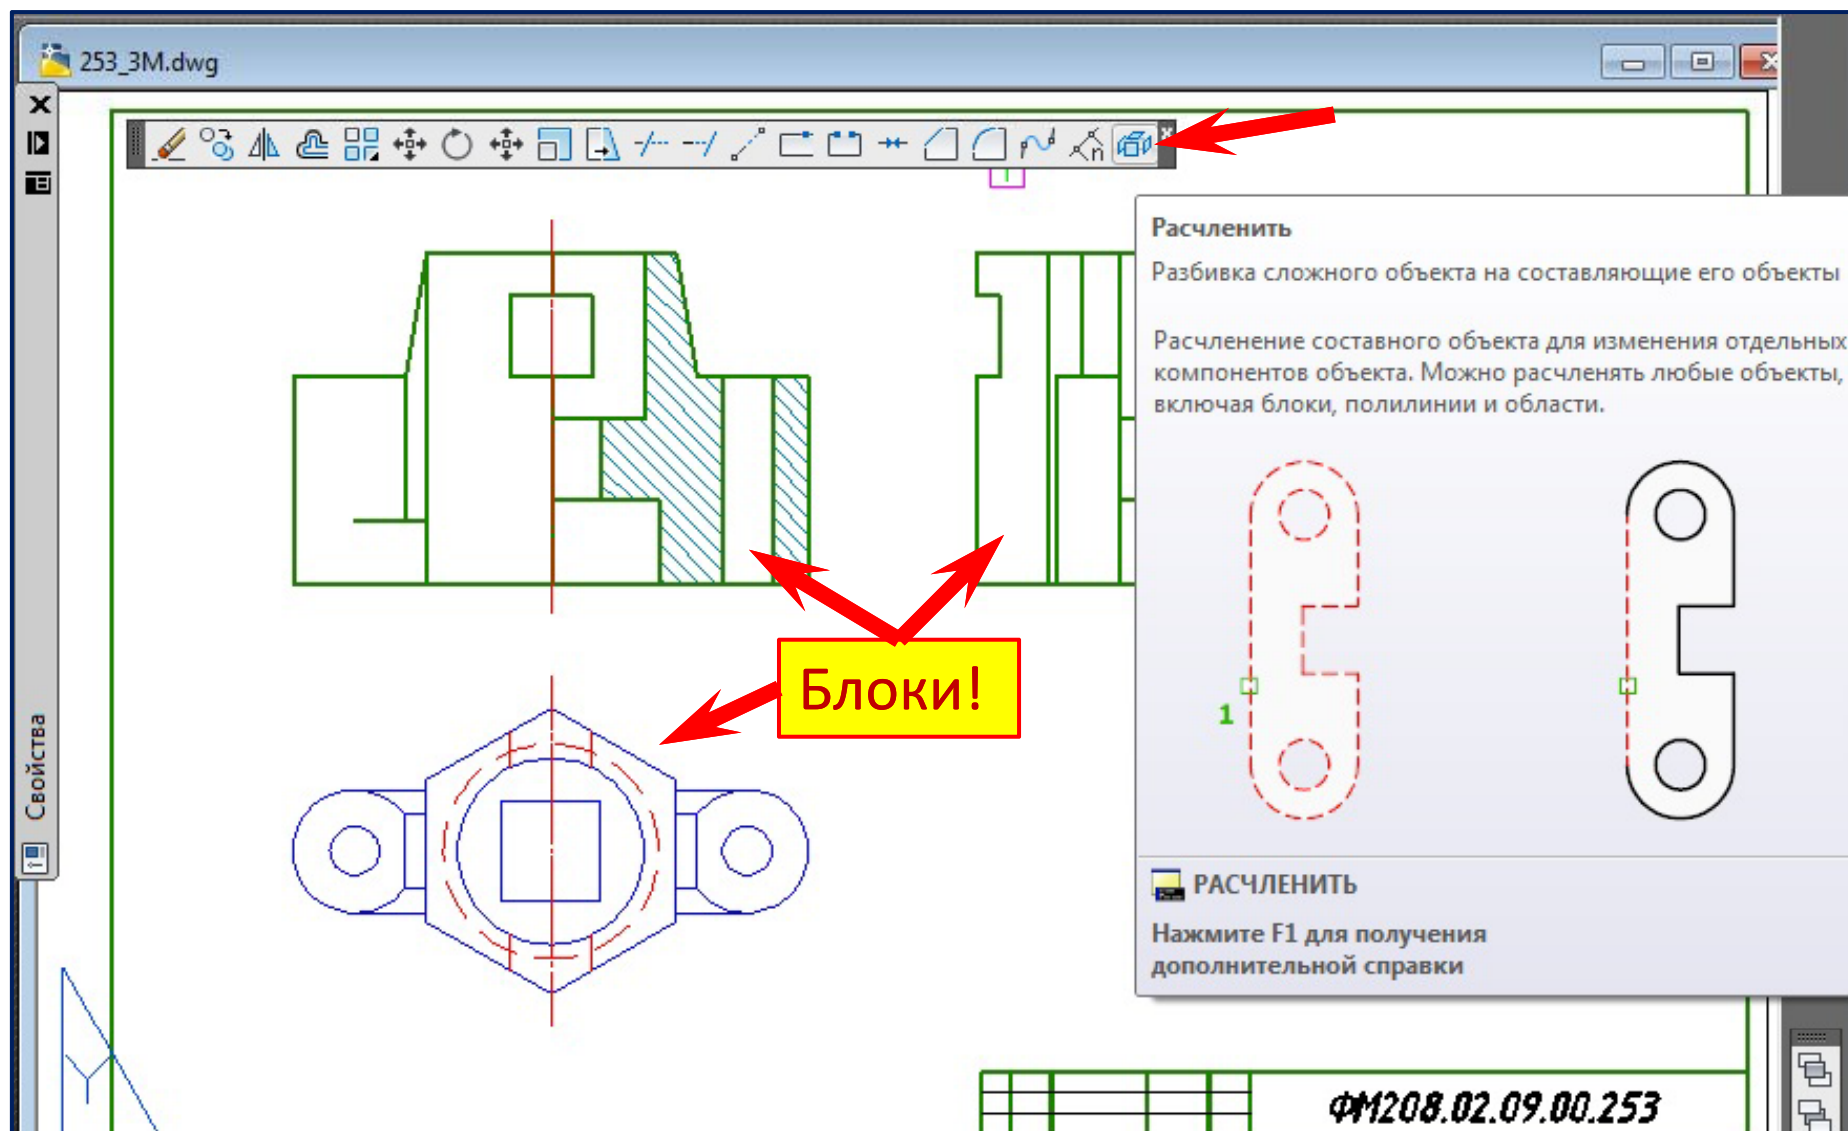 253_3M.dwg
Расчленить
Разбивка сложного объекта на составляющие его объекты
Расчленение составного объекта для изменения отдельных
компонентов объекта. Можно расчленять любые объекты,
включая блоки, полилинии и области.
Блоки!
1
Свойства
РАСЧЛЕНИТЬ
Нажмите F1 для получения
дополнительной справки
Y
ФМ208.02.09.00.253